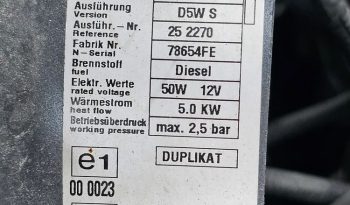 Ausführung D5W S
Version
Ausführ.-Nr. 25 2270
Reference
Fabrik Nr. 78654FE
N-Serial
Brennstoff Diesel
fuel
Elektr. Werte 50W 12V
rated voltage
Wärmestrom 5.0 KW
heat flow
Betriebsüberdruck max. 2,5 bar
working pressure
e1 DUPLIKAT
00 0023